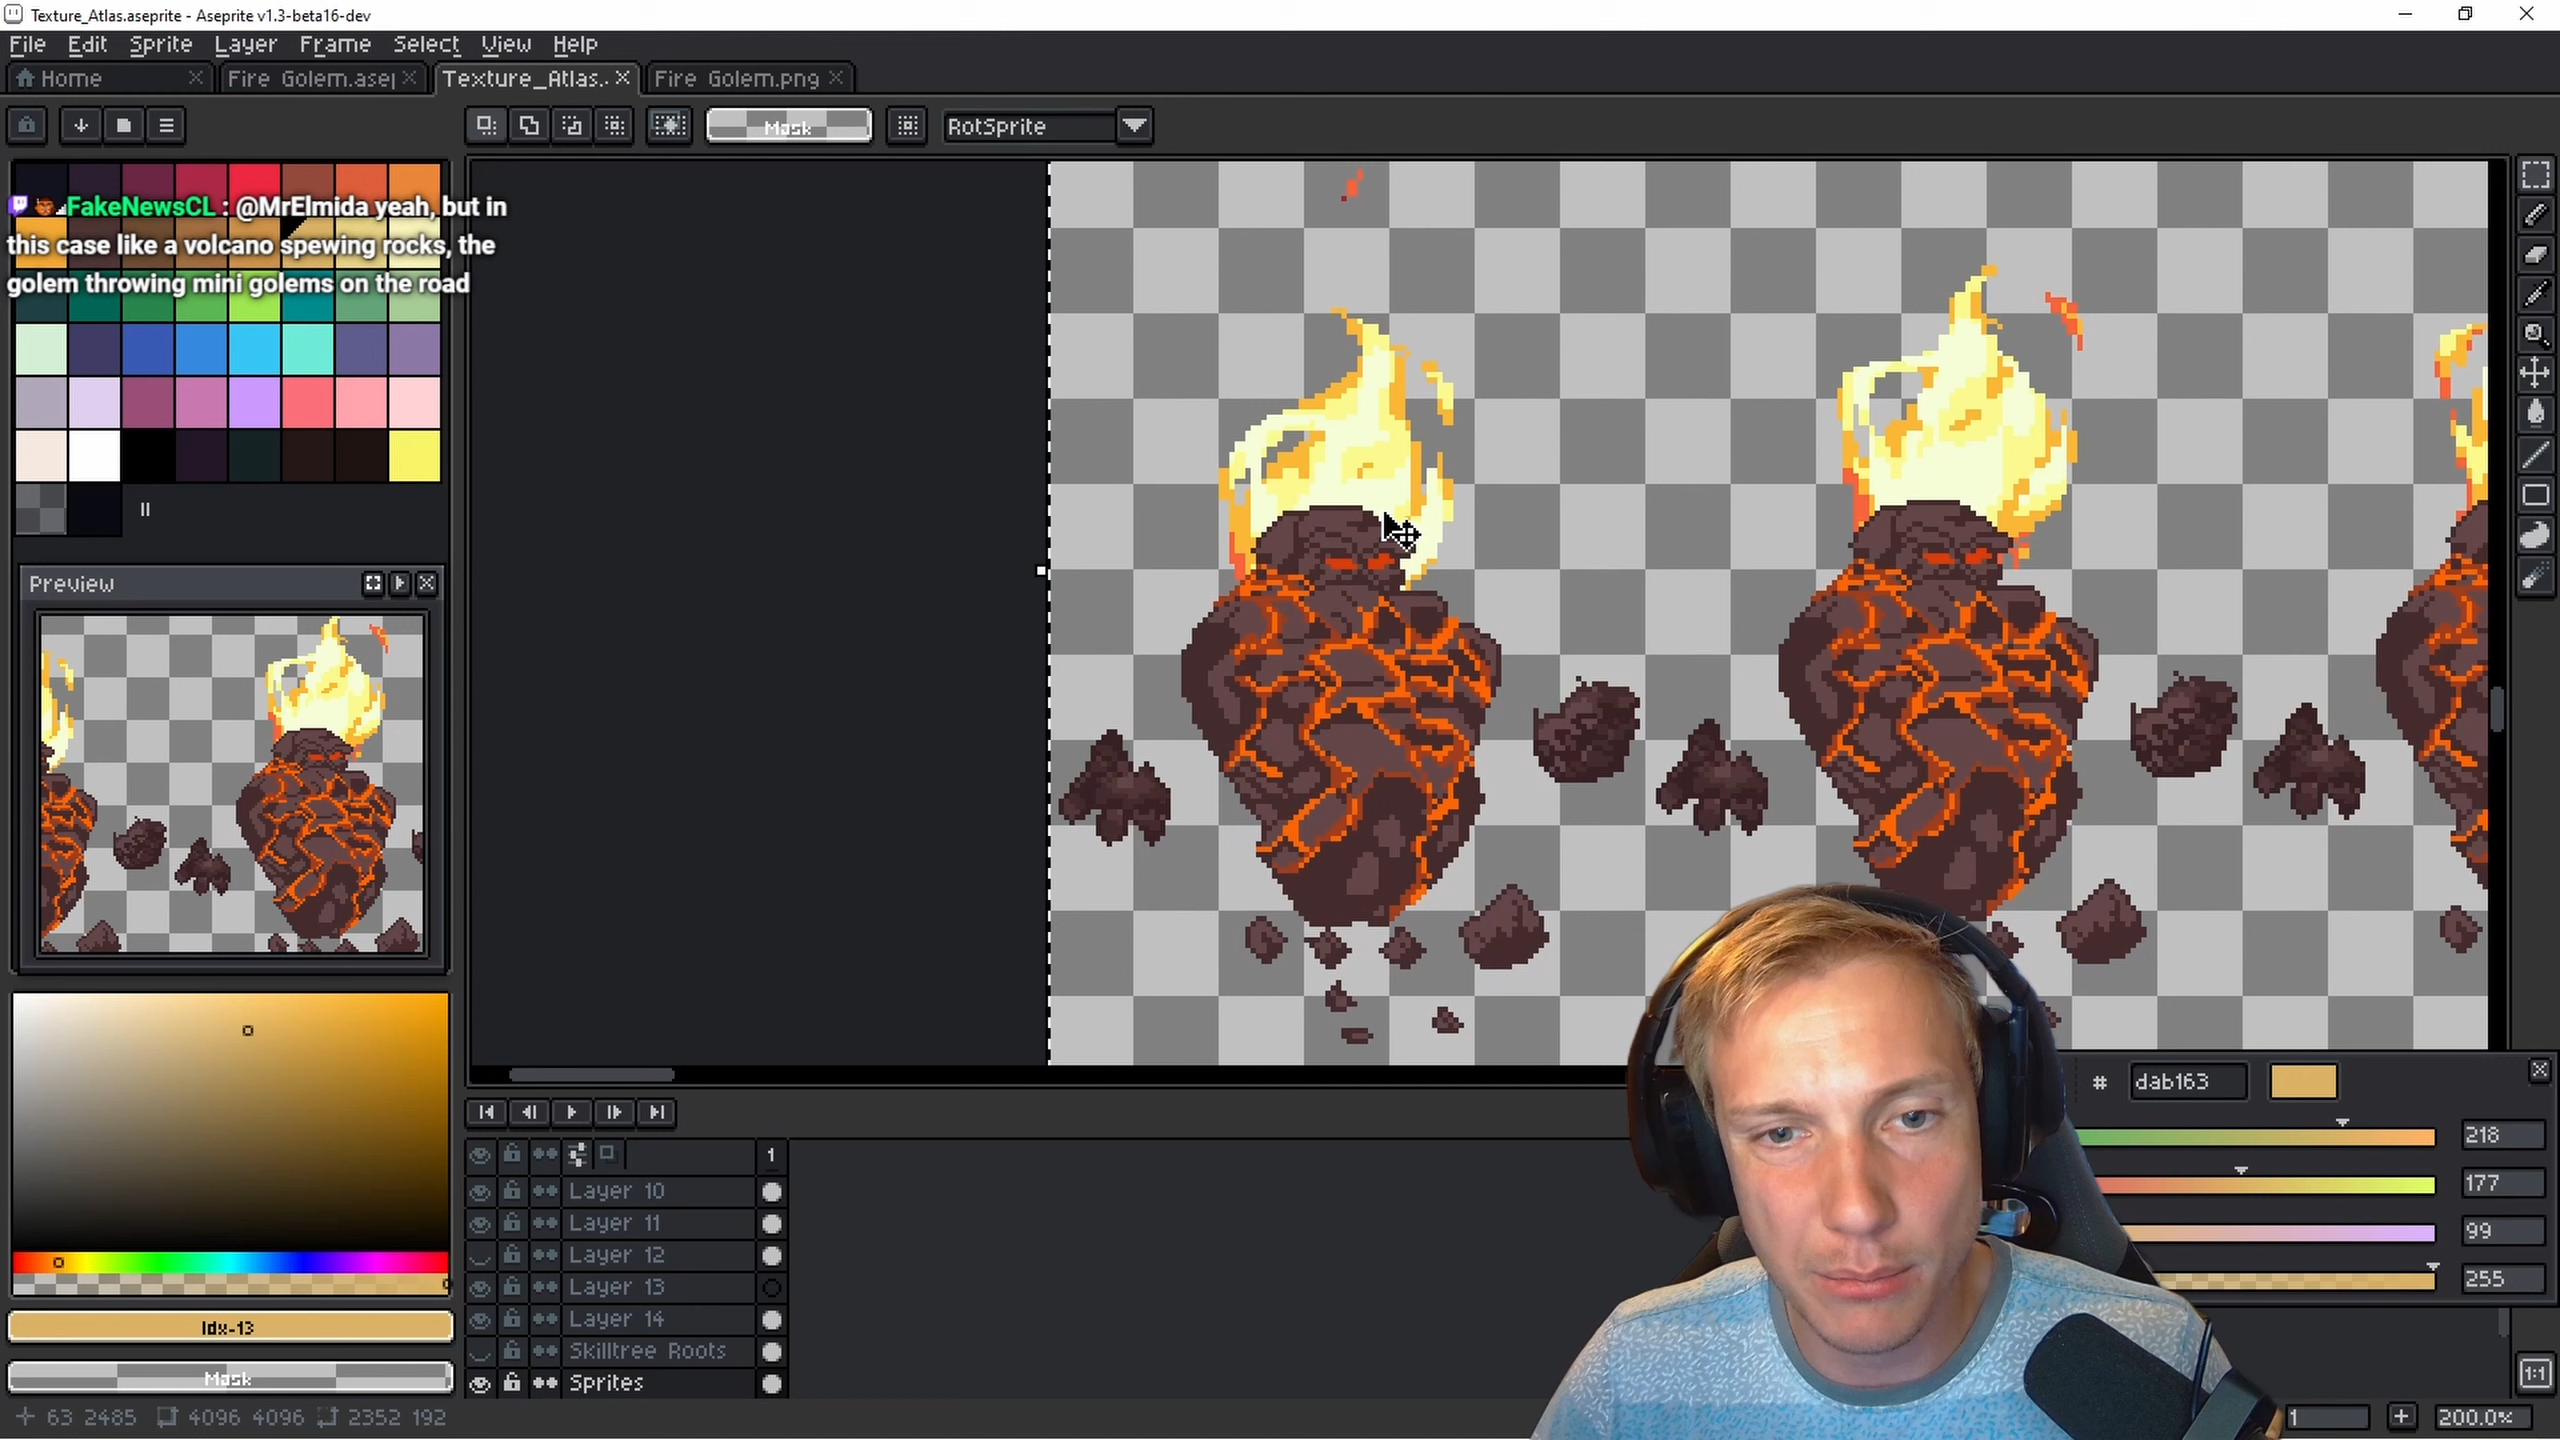 Texture_Atlas.aseprite - Aseprite v1.3-beta16-dev
File Edit Sprite Layer Frame Select View Help
Home Fire Golem.asep Texture_Atlas. Fire Golem.png
Mask RotSprite
FakeNewsCL : @MrElmida yeah, but in
this case like a volcano spewing rocks, the
golem throwing mini golems on the road
Preview
# dab163
218
177
99
255
1
Layer 10
Layer 11
Layer 12
Layer 13
Layer 14
Skilltree Roots
Sprites
Idx-13
Mask
63 2485 4096 4096 2352 192
1 200.0%
1:1